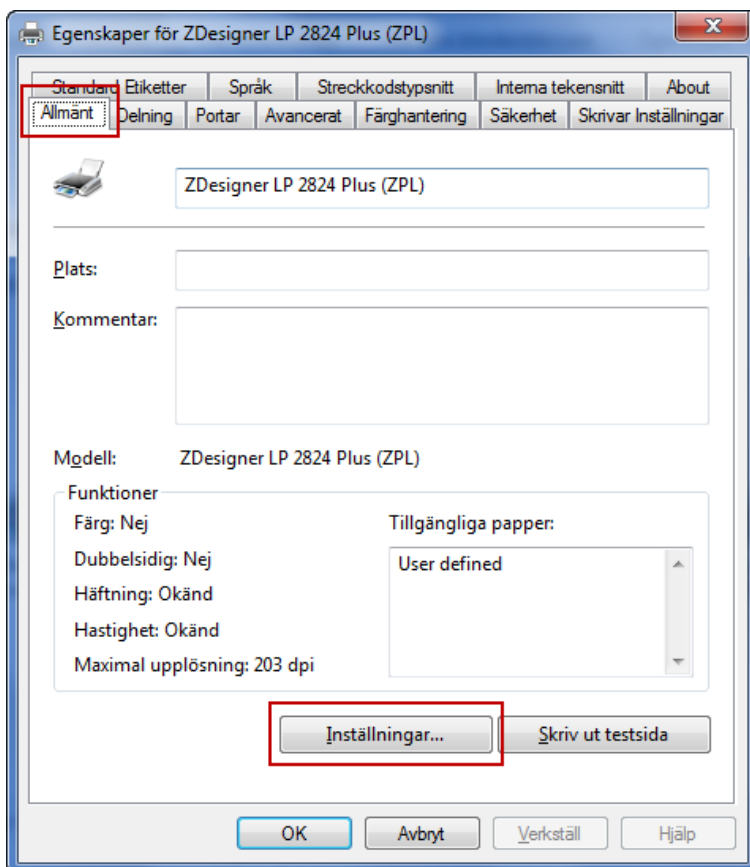 Egenskaper för ZDesigner LP 2824 Plus (ZPL)
Standard Etiketter Språk Streckkodstypsnitt Interna tekensnitt About
Allmänt Delning Portar Avancerat Färghantering Säkerhet Skrivar Inställningar
ZDesigner LP 2824 Plus (ZPL)
Plats:
Kommentar:
Modell: ZDesigner LP 2824 Plus (ZPL)
Funktioner
Färg: Nej Tillgängliga papper:
Dubbelsidig: Nej User defined
Häftning: Okänd
Hastighet: Okänd
Maximal upplösning: 203 dpi
Inställningar... Skriv ut testsida
OK Avbryt Verkställ Hjälp